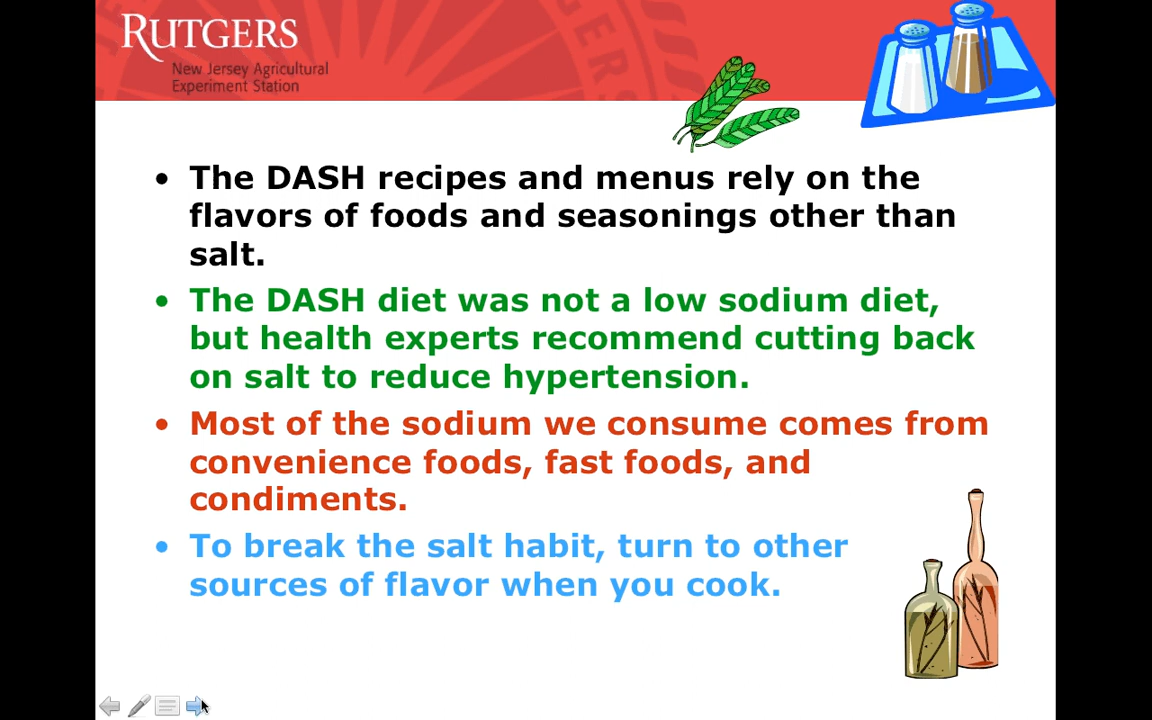 RUTGERS
New Jersey Agricultural
Experiment Station
• The DASH recipes and menus rely on the
flavors of foods and seasonings other than
salt.
• The DASH diet was not a low sodium diet,
but health experts recommend cutting back
on salt to reduce hypertension.
• Most of the sodium we consume comes from
convenience foods, fast foods, and
condiments.
• To break the salt habit, turn to other
sources of flavor when you cook.